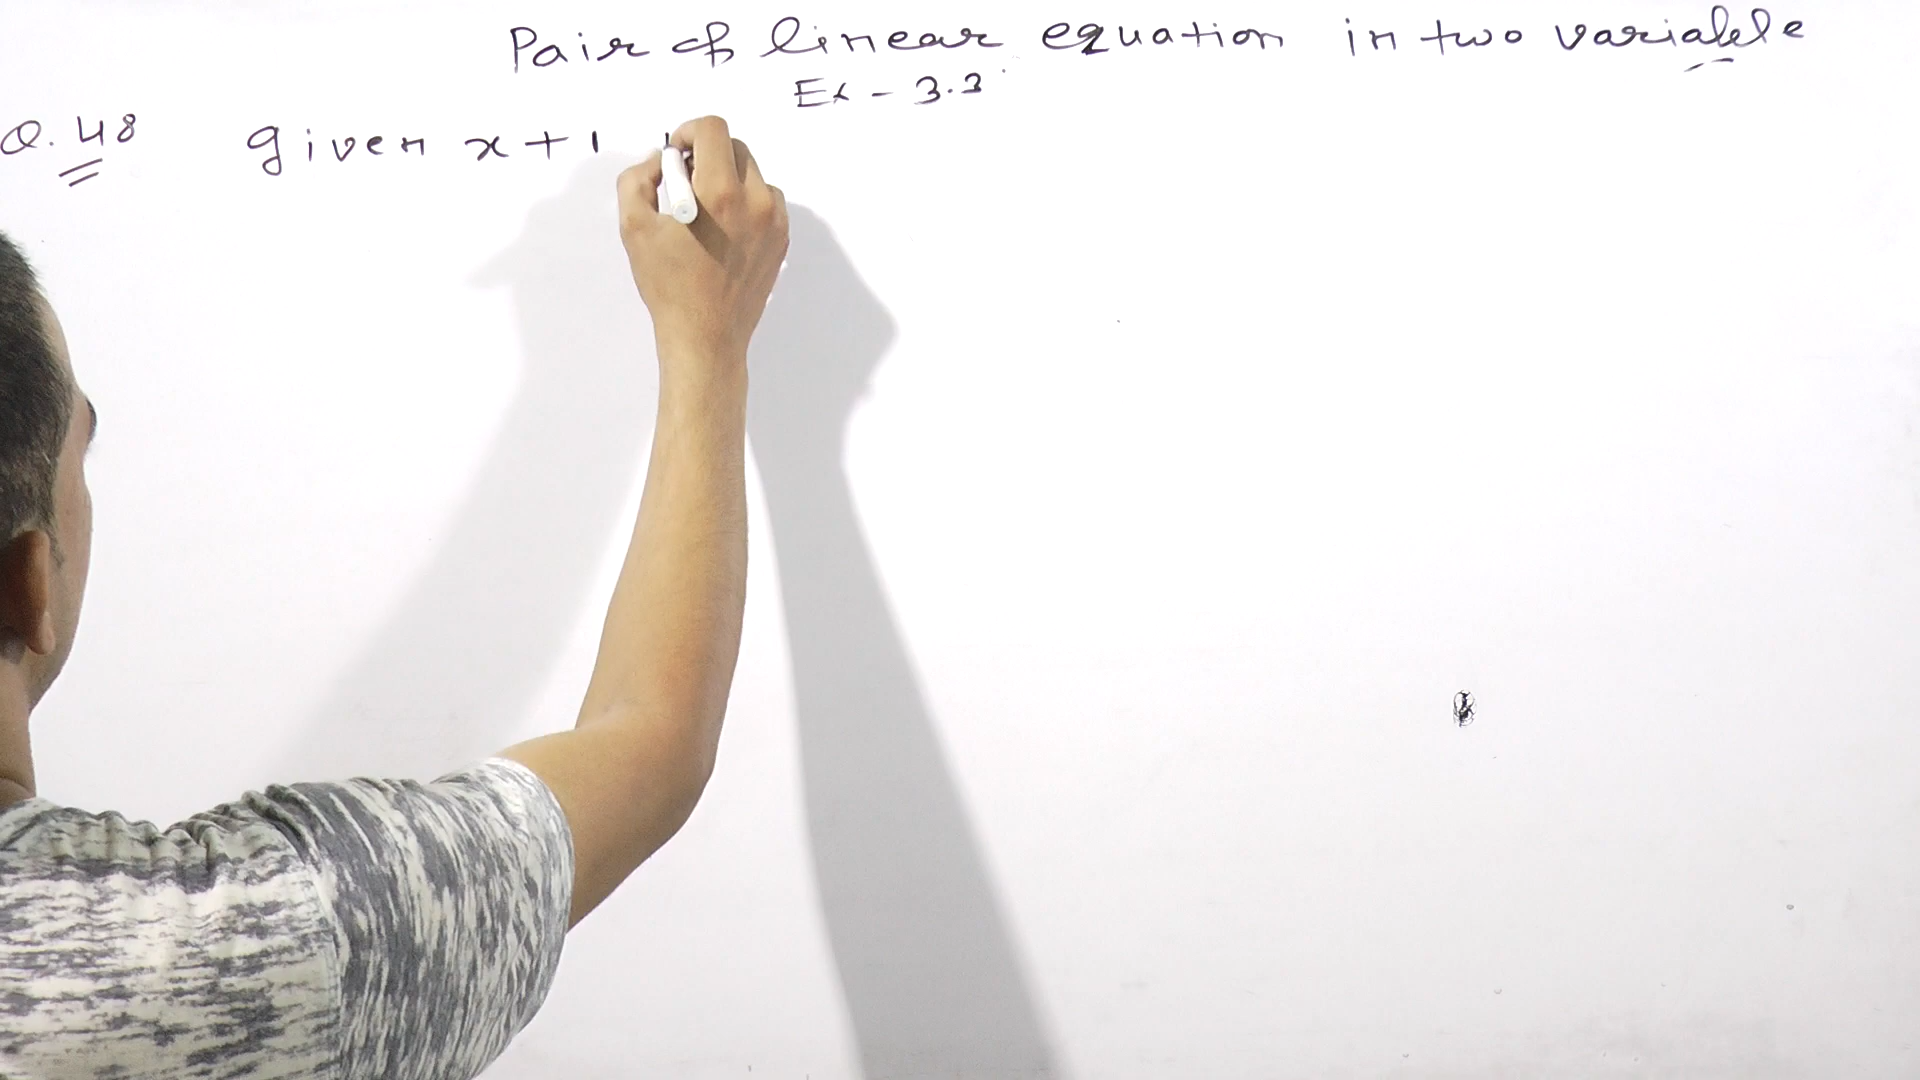 Pair of linear equation in two variable
Ex - 3.3
Q. 48 given x + 1